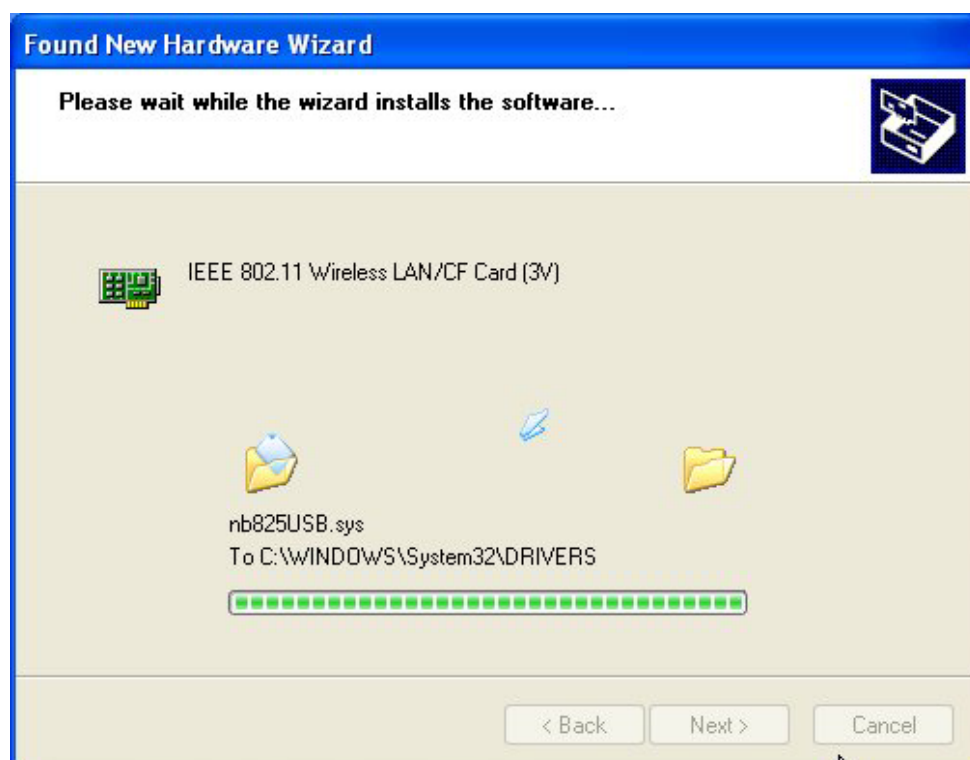 Found New Hardware Wizard
Please wait while the wizard installs the software...
IEEE 802.11 Wireless LAN/CF Card (3V)
nb825USB.sys
To C:\WINDOWS\System32\DRIVERS
< Back
Next >
Cancel